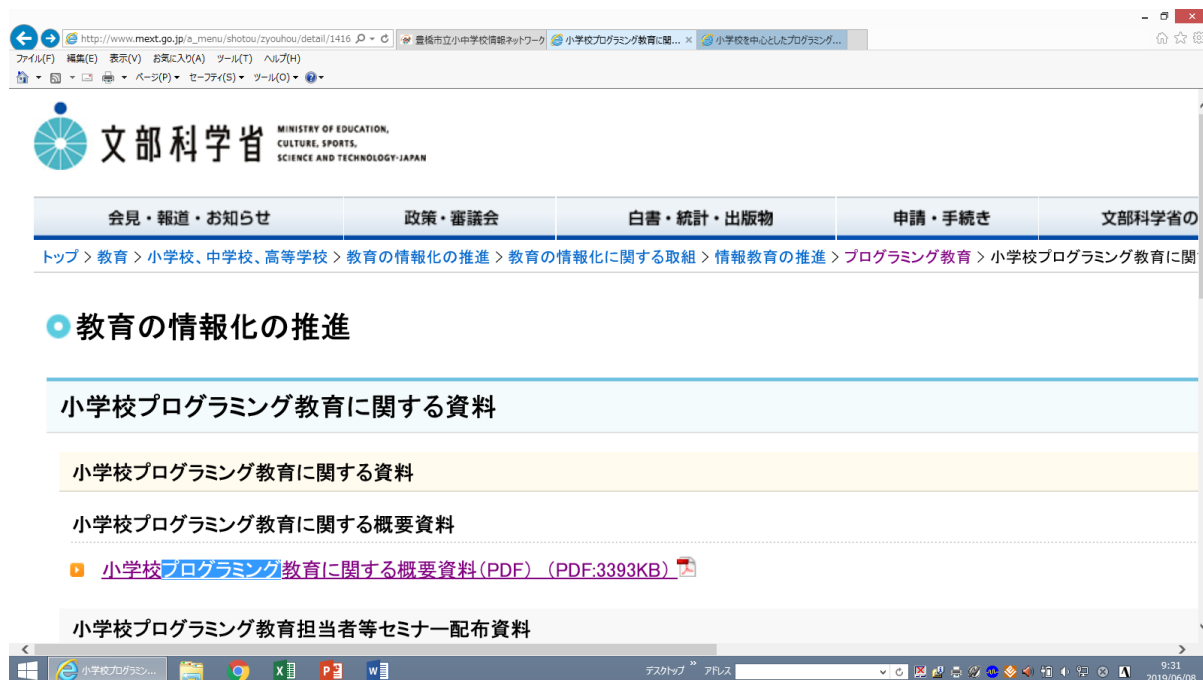 http://www.mext.go.jp/a_menu/shotou/zyouhou/detail/1416
豊橋市立小中学校情報ネットワーク
小学校プログラミング教育に関...
小学校を中心としたプログラミング...
ファイル(F) 編集(E) 表示(V) お気に入り(A) ツール(T) ヘルプ(H)
ページ(P) セーフティ(S) ツール(O)
文部科学省
MINISTRY OF EDUCATION,
CULTURE, SPORTS,
SCIENCE AND TECHNOLOGY-JAPAN
会見・報道・お知らせ 政策・審議会 白書・統計・出版物 申請・手続き 文部科学省の
トップ > 教育 > 小学校、中学校、高等学校 > 教育の情報化の推進 > 教育の情報化に関する取組 > 情報教育の推進 > プログラミング教育 > 小学校プログラミング教育に関
教育の情報化の推進
小学校プログラミング教育に関する資料
小学校プログラミング教育に関する資料
小学校プログラミング教育に関する概要資料
小学校プログラミング教育に関する概要資料(PDF) (PDF:3393KB)
小学校プログラミング教育担当者等セミナー配布資料
小学校プログラミン... デスクトップ アドレス 9:31
2019/06/08